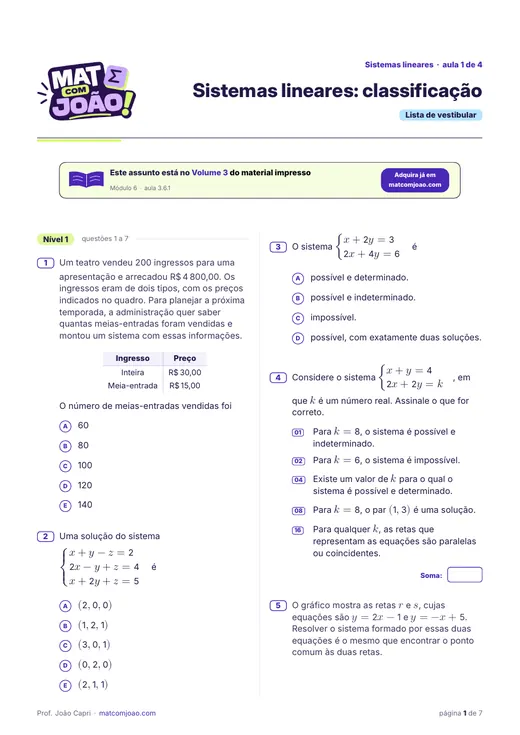 MAT
COM
JOÃO!
Σ
Sistemas lineares · aula 1 de 4
Sistemas lineares: classificação
Lista de vestibular
Este assunto está no Volume 3 do material impresso
Módulo 6 · aula 3.6.1
Adquira já em
matcomjoao.com
Nível 1 questões 1 a 7
1 Um teatro vendeu 200 ingressos para uma
apresentação e arrecadou R$ 4 800,00. Os
ingressos eram de dois tipos, com os preços
indicados no quadro. Para planejar a próxima
temporada, a administração quer saber
quantas meias-entradas foram vendidas e
montou um sistema com essas informações.
Ingresso Preço
Inteira R$ 30,00
Meia-entrada R$ 15,00
O número de meias-entradas vendidas foi
A 60
B 80
C 100
D 120
E 140
2 Uma solução do sistema
x + y − z = 2
2x − y + z = 4 é
x + 2y + z = 5
A (2, 0, 0)
B (1, 2, 1)
C (3, 0, 1)
D (0, 2, 0)
E (2, 1, 1)
3 O sistema { x + 2y = 3
2x + 4y = 6 é
A possível e determinado.
B possível e indeterminado.
C impossível.
D possível, com exatamente duas soluções.
4 Considere o sistema { x + y = 4
2x + 2y = k , em
que k é um número real. Assinale o que for
correto.
01 Para k = 8, o sistema é possível e
indeterminado.
02 Para k = 6, o sistema é impossível.
04 Existe um valor de k para o qual o
sistema é possível e determinado.
08 Para k = 8, o par (1, 3) é uma solução.
16 Para qualquer k, as retas que
representam as equações são paralelas
ou coincidentes.
Soma:
5 O gráfico mostra as retas r e s, cujas
equações são y = 2x − 1 e y = −x + 5.
Resolver o sistema formado por essas duas
equações é o mesmo que encontrar o ponto
comum às duas retas.
Prof. João Capri · matcomjoao.com
página 1 de 7